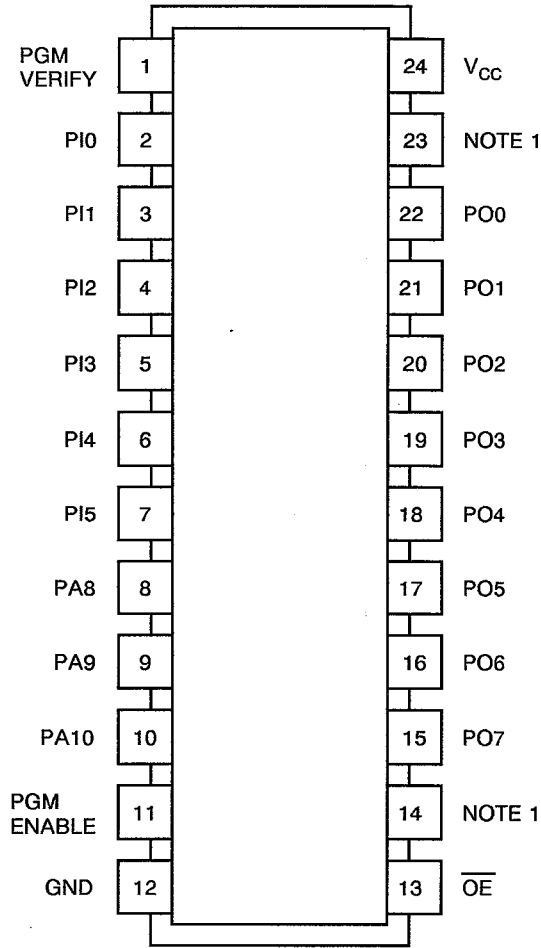 PGM
VERIFY 1 24 VCC
PI0 2 23 NOTE 1
PI1 3 22 PO0
PI2 4 21 PO1
PI3 5 20 PO2
PI4 6 19 PO3
PI5 7 18 PO4
PA8 8 17 PO5
PA9 9 16 PO6
PA10 10 15 PO7
PGM
ENABLE 11 14 NOTE 1
GND 12 13 O̅E̅